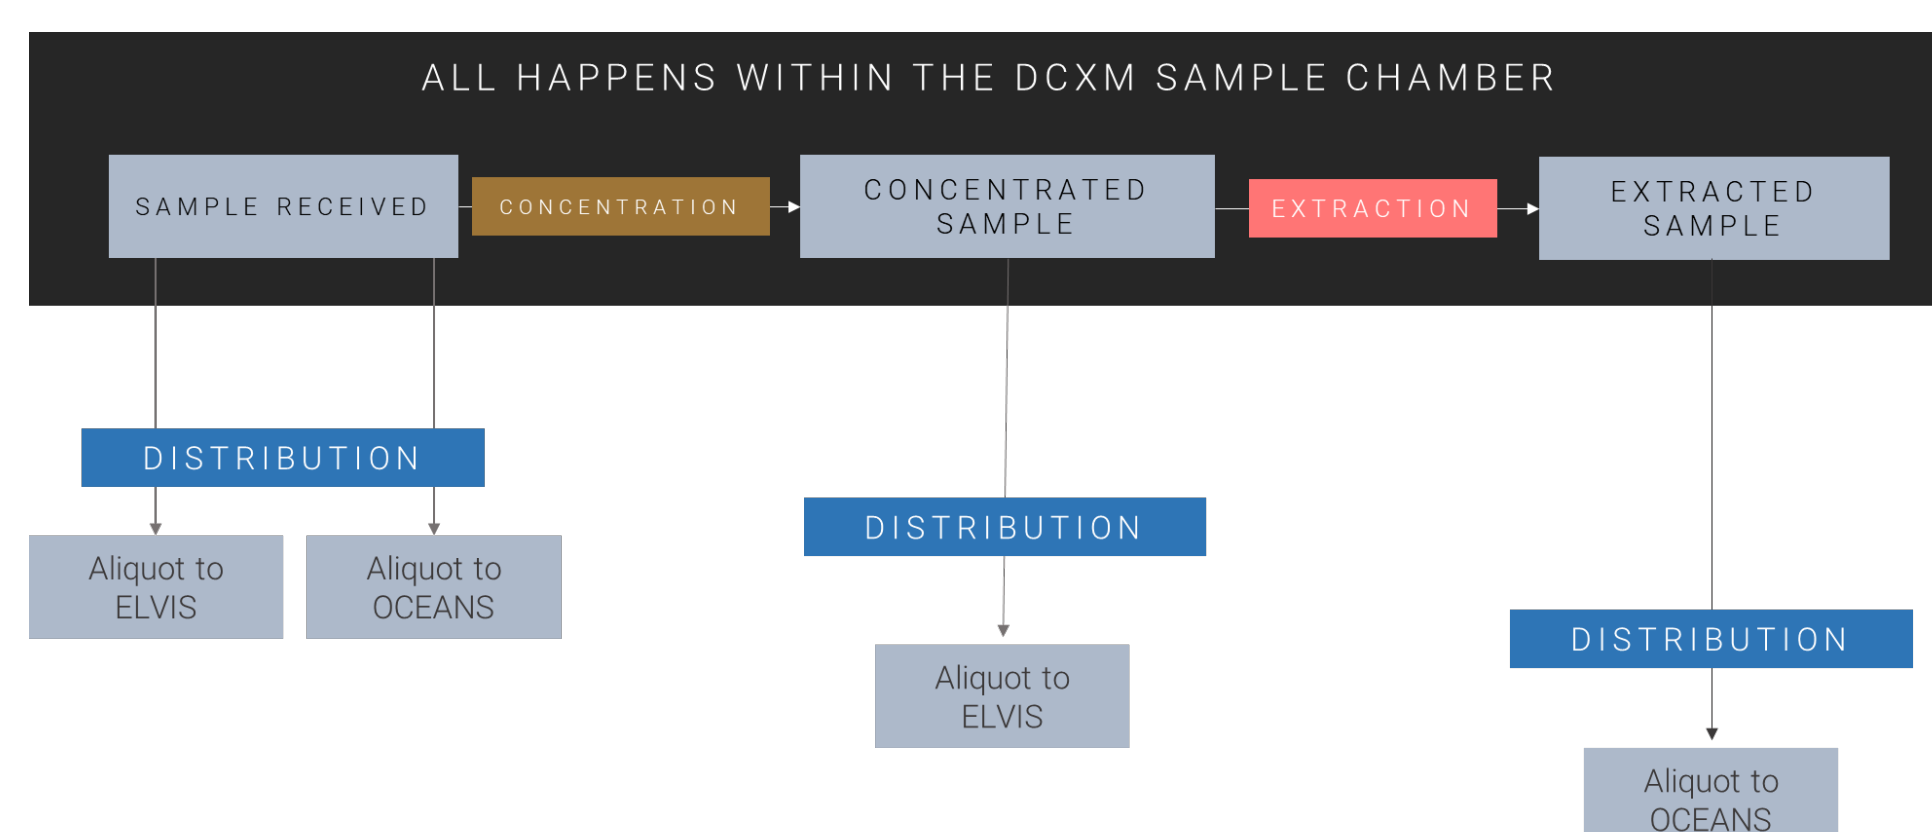 ALL HAPPENS WITHIN THE DCXM SAMPLE CHAMBER
SAMPLE RECEIVED
CONCENTRATION
CONCENTRATED
SAMPLE
EXTRACTION
EXTRACTED
SAMPLE
DISTRIBUTION
Aliquot to
ELVIS
Aliquot to
OCEANS
DISTRIBUTION
Aliquot to
ELVIS
DISTRIBUTION
Aliquot to
OCEANS